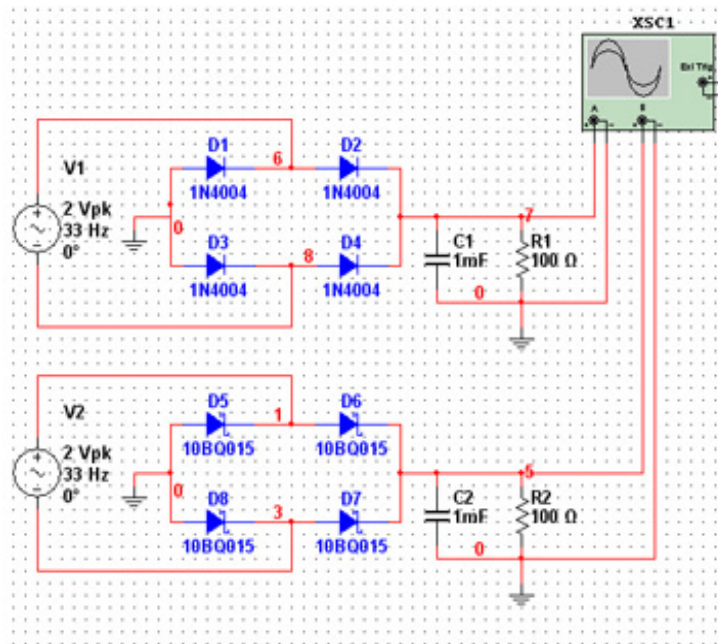 XSC1
Ext Trig
A B
V1
2 Vpk
33 Hz
0°
D1
1N4004
6
D2
1N4004
0
D3
1N4004
8
D4
1N4004
7
C1
1mF
R1
100 Ω
0
V2
2 Vpk
33 Hz
0°
D5
10BQ015
1
D6
10BQ015
0
D8
10BQ015
3
D7
10BQ015
5
C2
1mF
R2
100 Ω
0